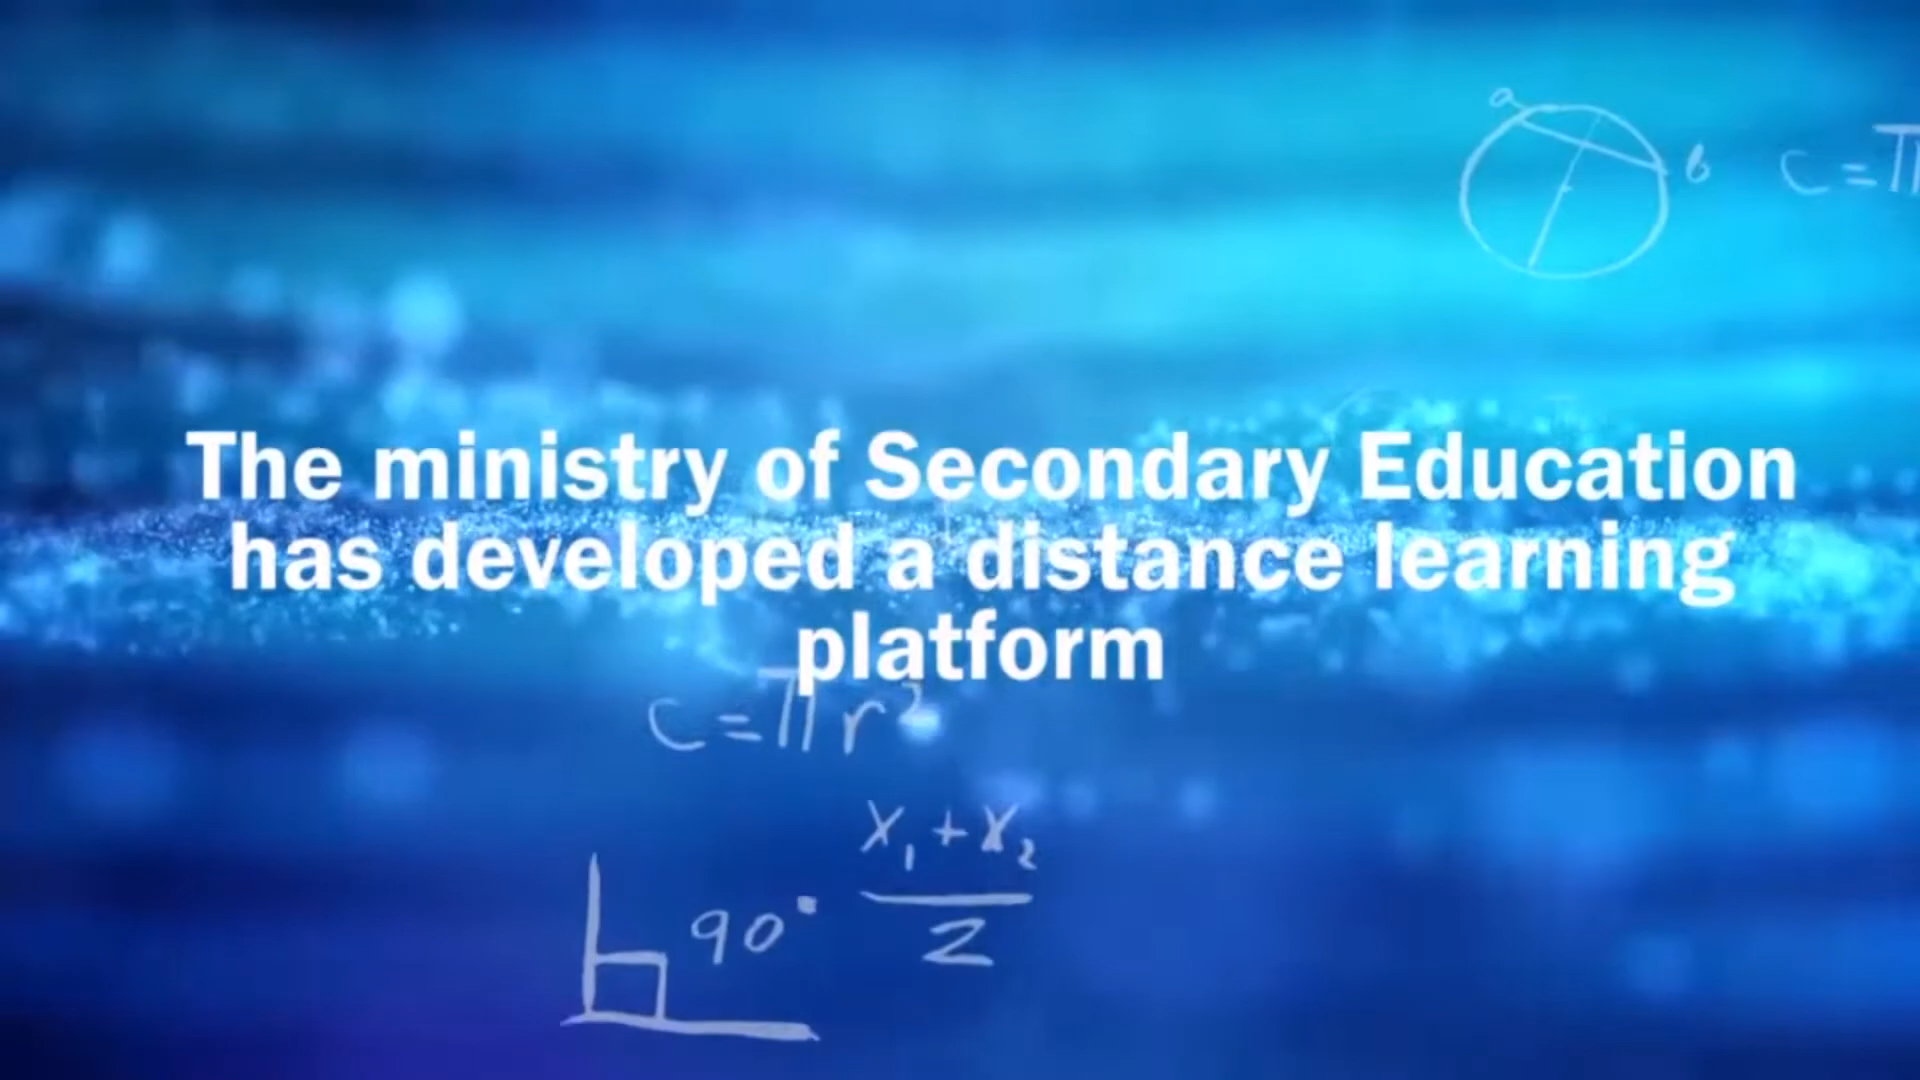 a
b
c = π
The ministry of Secondary Education
has developed a distance learning
platform
c = πr²
x₁ + x₂
2
90°